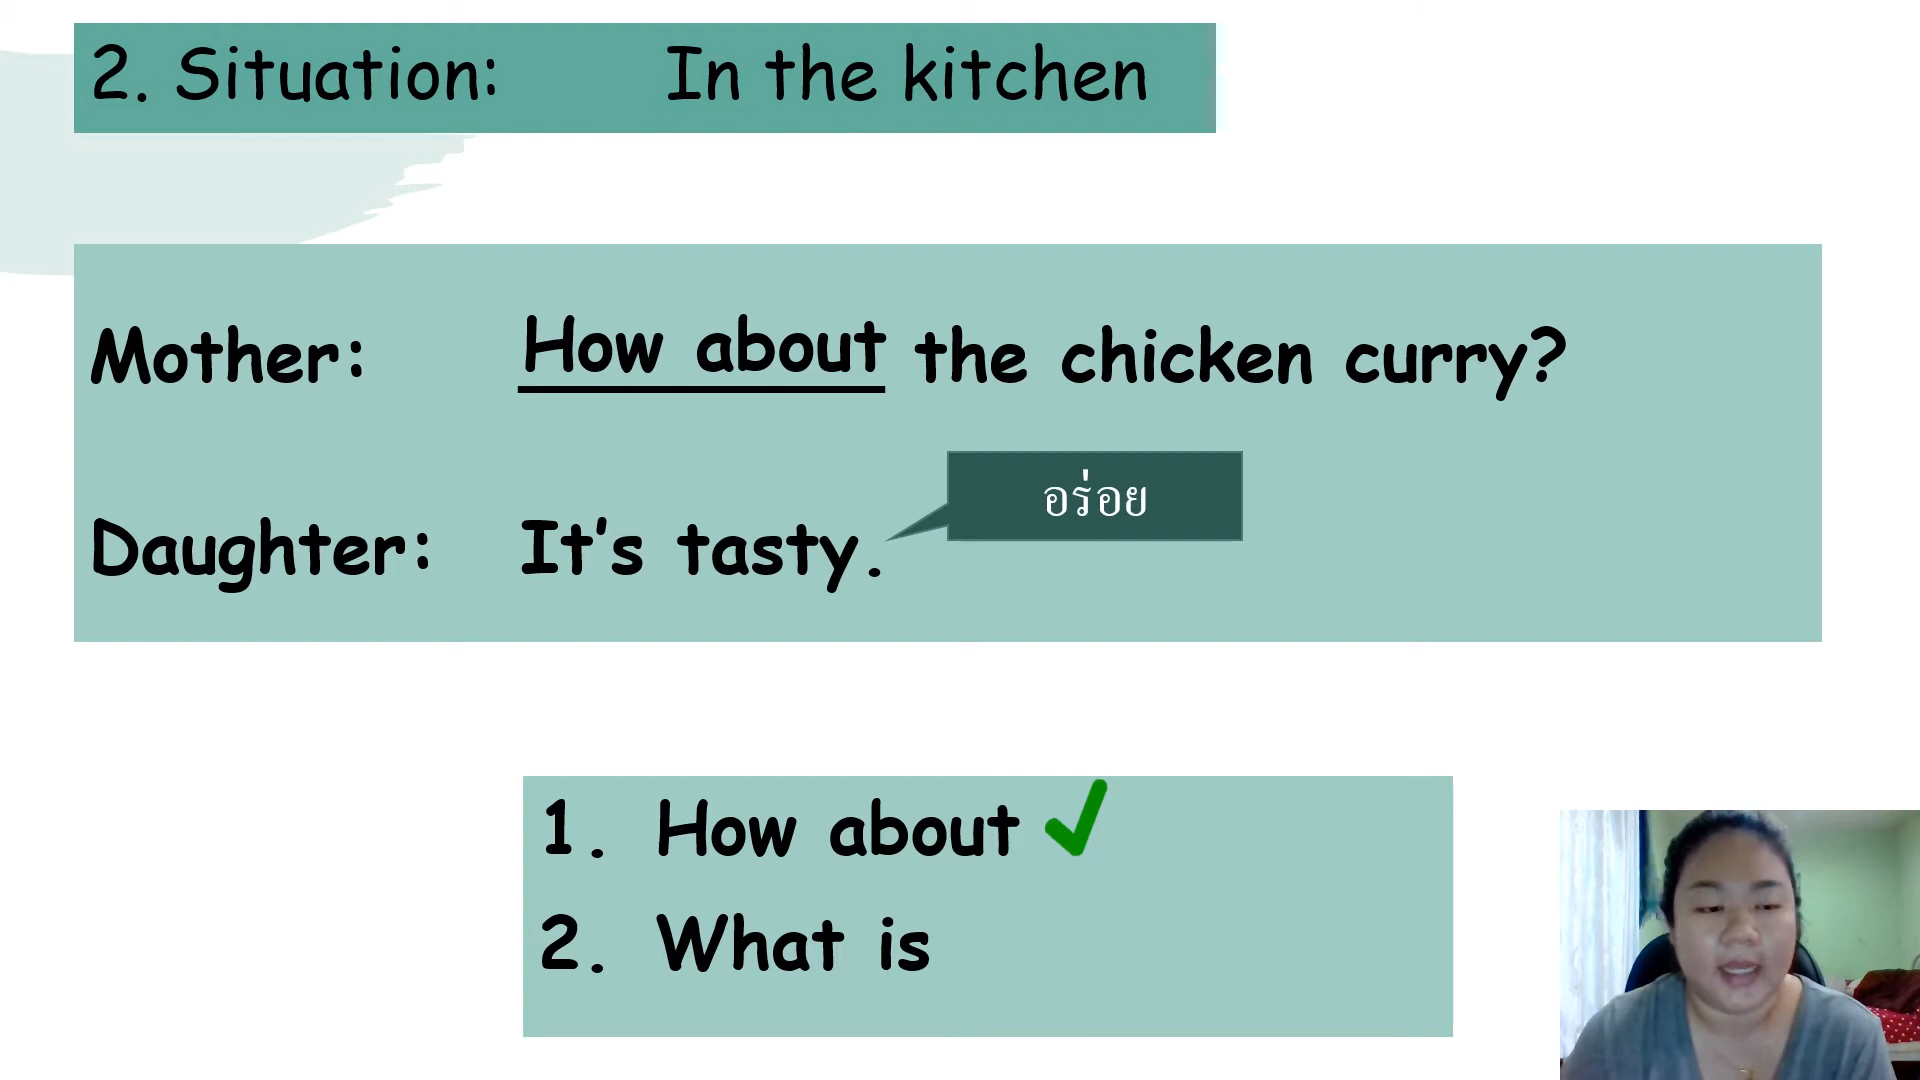 2. Situation: In the kitchen
Mother: How about the chicken curry?
อร่อย
Daughter: It's tasty.
1. How about
2. What is